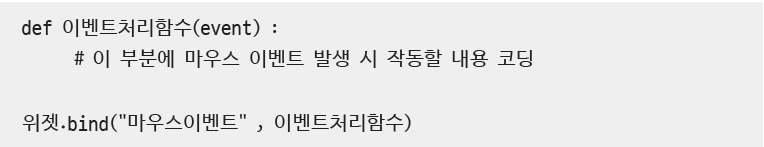 def 이벤트처리함수(event) :
# 이 부분에 마우스 이벤트 발생 시 작동할 내용 코딩
위젯.bind("마우스이벤트" , 이벤트처리함수)